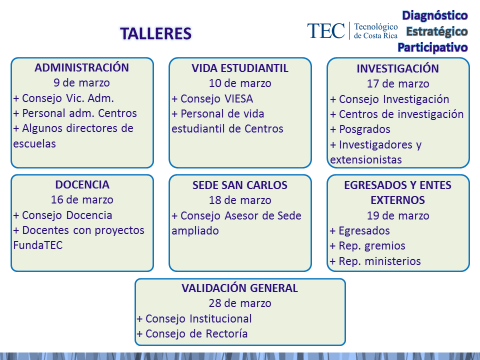 TALLERES
TEC Tecnológico
de Costa Rica
Diagnóstico
Estratégico
Participativo
ADMINISTRACIÓN
9 de marzo
+ Consejo Vic. Adm.
+ Personal adm. Centros
+ Algunos directores de
escuelas
VIDA ESTUDIANTIL
10 de marzo
+ Consejo VIESA
+ Personal de vida
estudiantil de Centros
INVESTIGACIÓN
17 de marzo
+ Consejo Investigación
+ Centros de investigación
+ Posgrados
+ Investigadores y
extensionistas
DOCENCIA
16 de marzo
+ Consejo Docencia
+ Docentes con proyectos
FundaTEC
SEDE SAN CARLOS
18 de marzo
+ Consejo Asesor de Sede
ampliado
EGRESADOS Y ENTES
EXTERNOS
19 de marzo
+ Egresados
+ Rep. gremios
+ Rep. ministerios
VALIDACIÓN GENERAL
28 de marzo
+ Consejo Institucional
+ Consejo de Rectoría